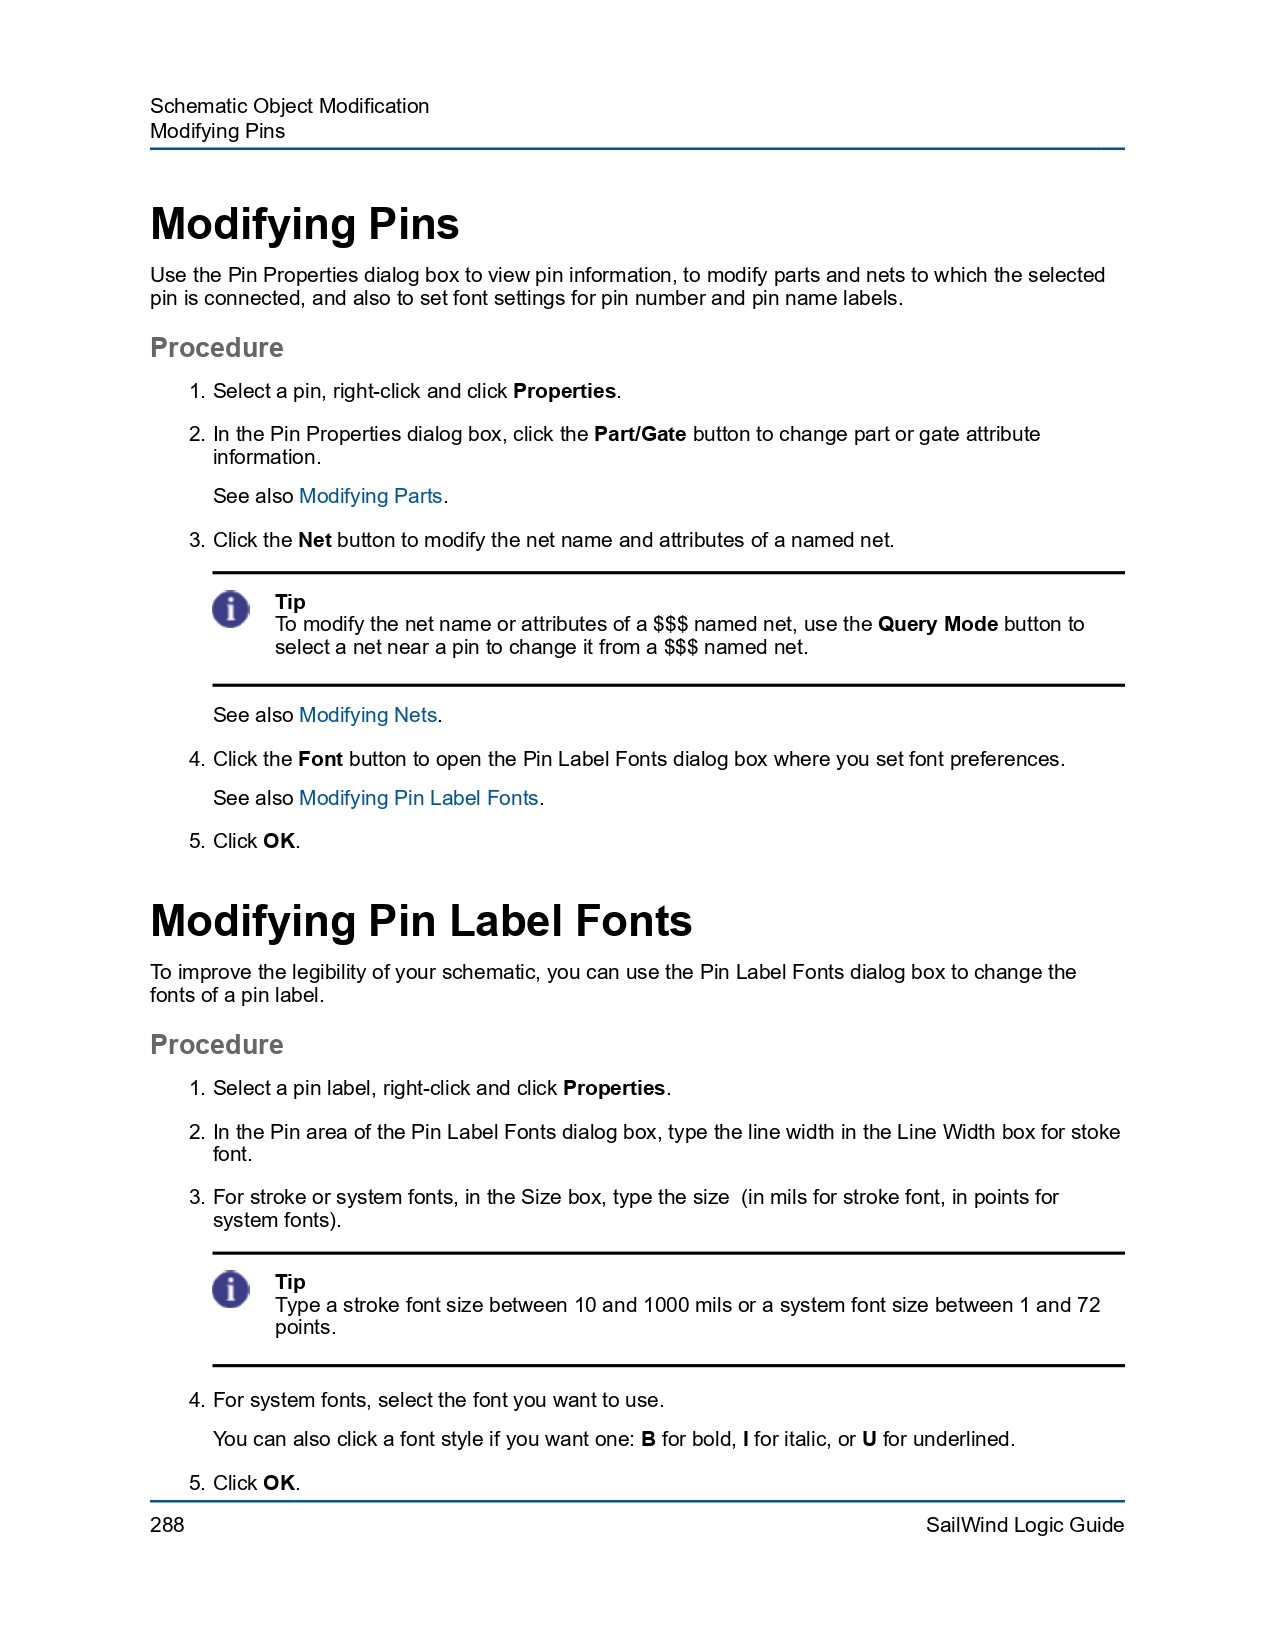 Schematic Object Modification
Modifying Pins
Modifying Pins
Use the Pin Properties dialog box to view pin information, to modify parts and nets to which the selected
pin is connected, and also to set font settings for pin number and pin name labels.
Procedure
1. Select a pin, right-click and click Properties.
2. In the Pin Properties dialog box, click the Part/Gate button to change part or gate attribute
information.
See also Modifying Parts.
3. Click the Net button to modify the net name and attributes of a named net.
Tip
To modify the net name or attributes of a $$$ named net, use the Query Mode button to
select a net near a pin to change it from a $$$ named net.
See also Modifying Nets.
4. Click the Font button to open the Pin Label Fonts dialog box where you set font preferences.
See also Modifying Pin Label Fonts.
5. Click OK.
Modifying Pin Label Fonts
To improve the legibility of your schematic, you can use the Pin Label Fonts dialog box to change the
fonts of a pin label.
Procedure
1. Select a pin label, right-click and click Properties.
2. In the Pin area of the Pin Label Fonts dialog box, type the line width in the Line Width box for stoke
font.
3. For stroke or system fonts, in the Size box, type the size  (in mils for stroke font, in points for
system fonts).
Tip
Type a stroke font size between 10 and 1000 mils or a system font size between 1 and 72
points.
4. For system fonts, select the font you want to use.
You can also click a font style if you want one: B for bold, I for italic, or U for underlined.
5. Click OK.
288
SailWind Logic Guide